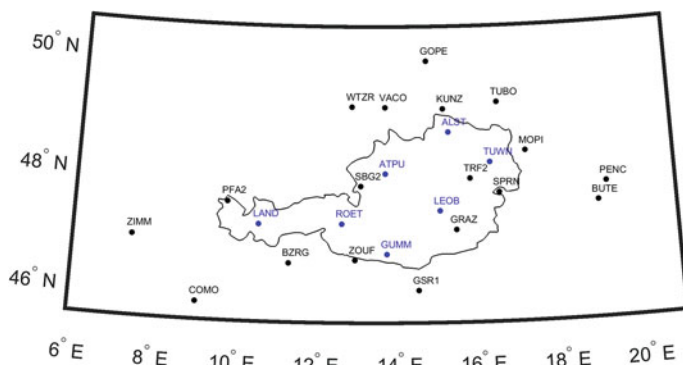 50° N
GOPE
WTZR VACO KUNZ TUBO
ALST
MOPI
48° N
TUWN
ATPU TRF2 PENC
SBG2 SPRN
BUTE
PFA2
LEOB
ZIMM LAND ROET GRAZ
BZRG ZOUF GUMM
46° N
GSR1
COMO
6° E 8° E 10° E 12° E 14° E 16° E 18° E 20° E